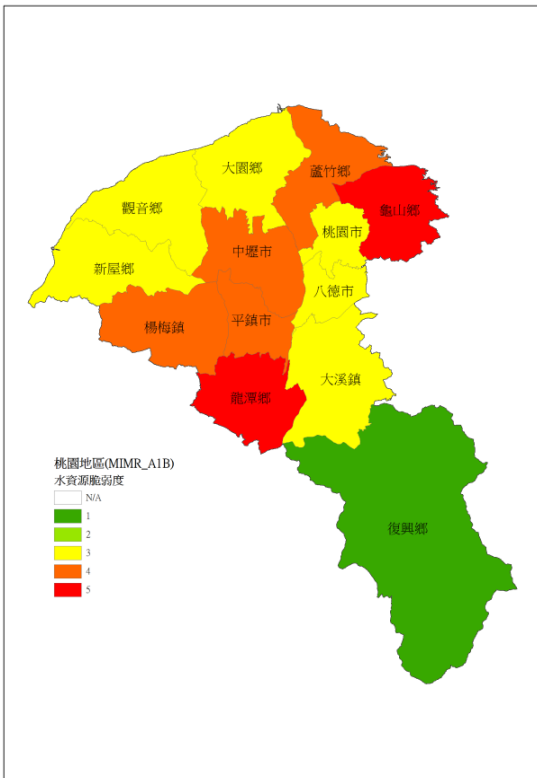 大園鄉
蘆竹鄉
觀音鄉
龜山鄉
桃園市
中壢市
新屋鄉
八德市
平鎮市
楊梅鎮
大溪鎮
龍潭鄉
桃園地區(MIMR_A1B)
水資源脆弱度
N/A
1
2
3
4
5
復興鄉